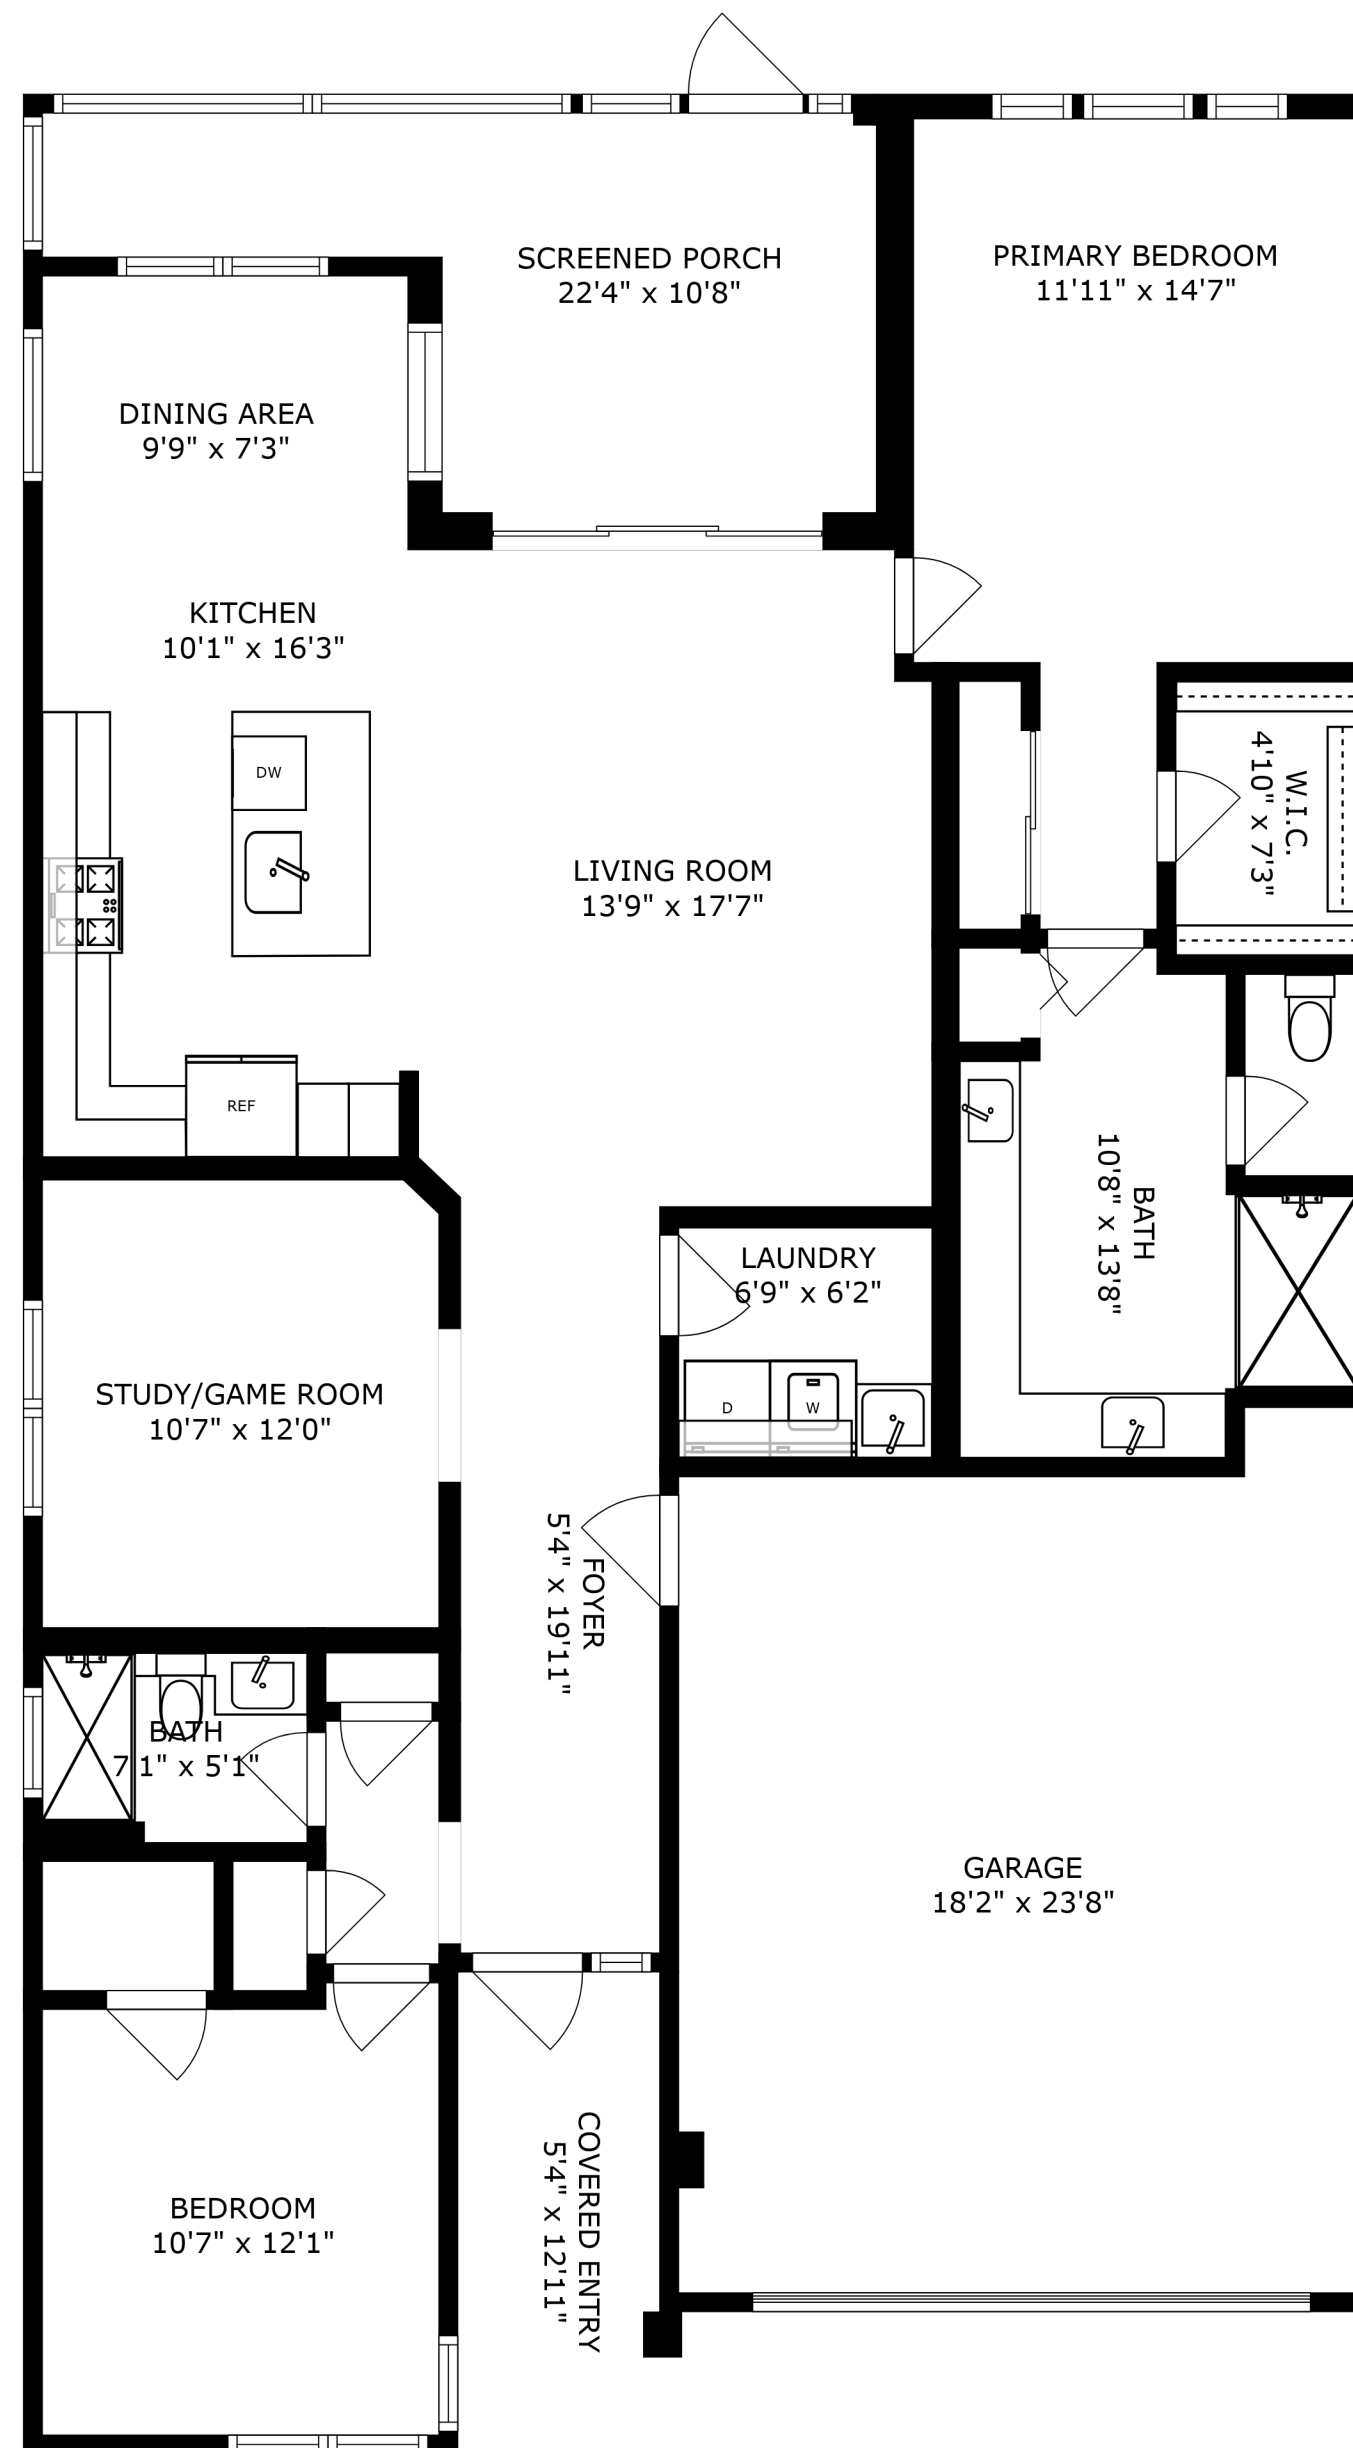 SCREENED PORCH
22'4" x 10'8"
PRIMARY BEDROOM
11'11" x 14'7"
DINING AREA
9'9" x 7'3"
KITCHEN
10'1" x 16'3"
DW
W.I.C.
4'10" x 7'3"
LIVING ROOM
13'9" x 17'7"
REF
BATH
10'8" x 13'8"
LAUNDRY
6'9" x 6'2"
D
W
STUDY/GAME ROOM
10'7" x 12'0"
FOYER
5'4" x 19'11"
BATH
7'1" x 5'1"
GARAGE
18'2" x 23'8"
BEDROOM
10'7" x 12'1"
COVERED ENTRY
5'4" x 12'11"